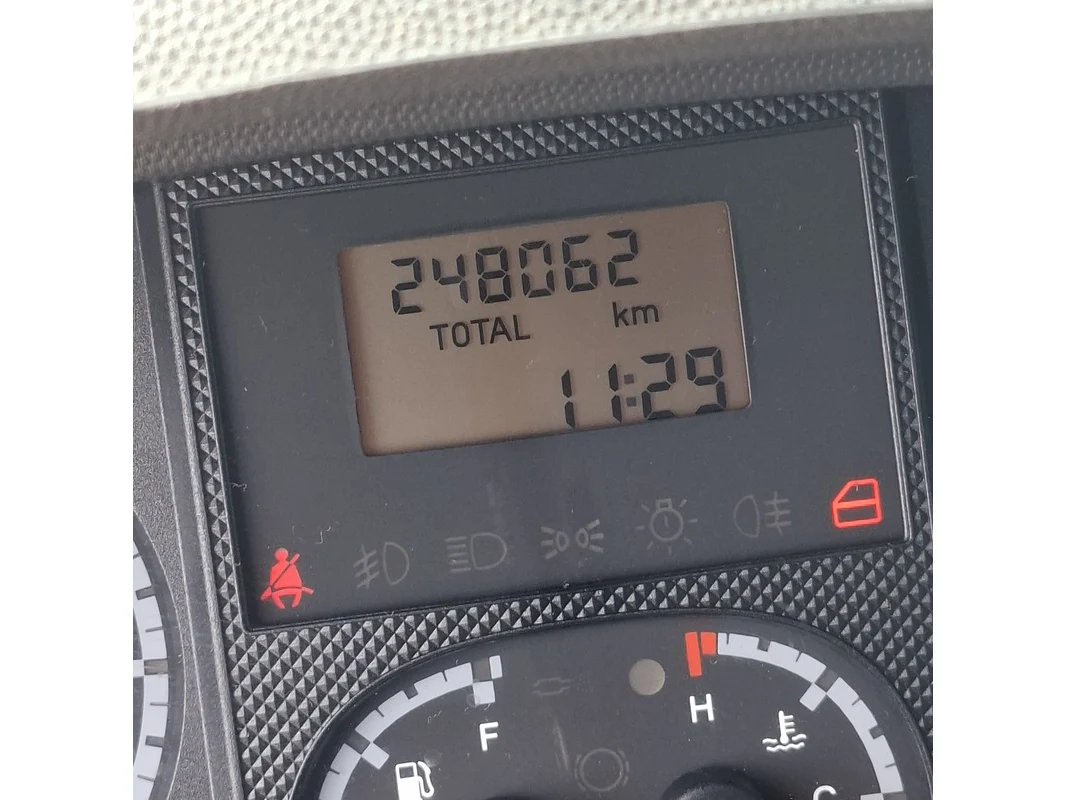 248062
TOTAL km
11:29
F
H
C